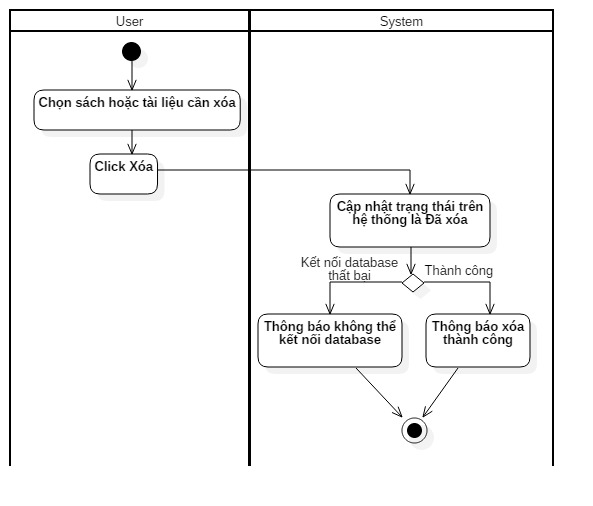 User
System
Chọn sách hoặc tài liệu cần xóa
Click Xóa
Cập nhật trạng thái trên
hệ thống là Đã xóa
Kết nối database
thất bại
Thành công
Thông báo không thể
kết nối database
Thông báo xóa
thành công